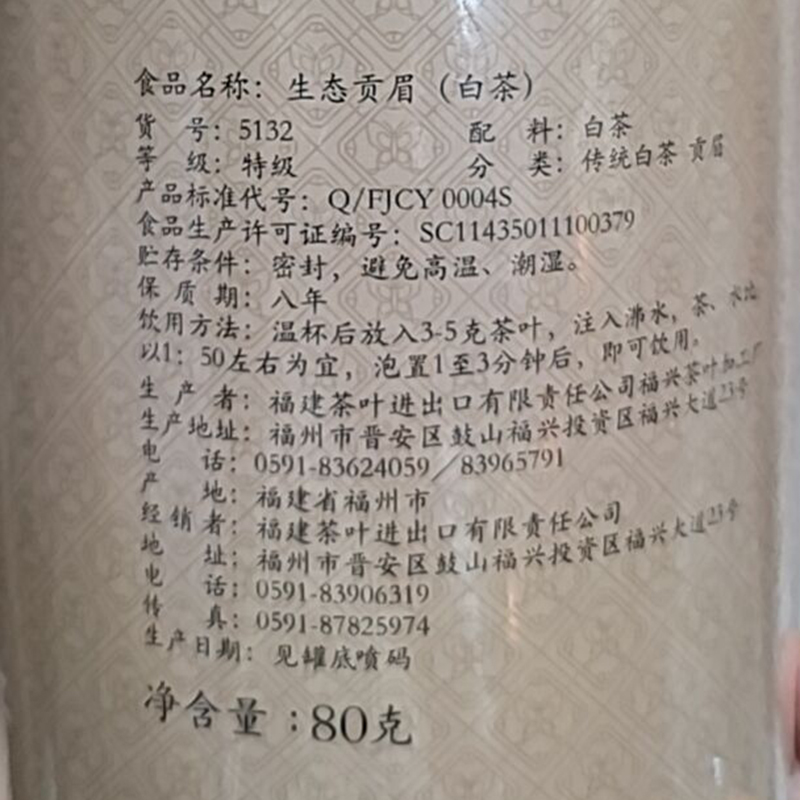 食品名称：生态贡眉（白茶）
货 号：5132 配 料：白茶
等 级：特级 分 类：传统白茶 贡眉
产品标准代号：Q/FJCY 0004S
食品生产许可证编号：SC11435011100379
贮存条件：密封，避免高温、潮湿。
保 质 期：八年
饮用方法：温杯后放入3-5克茶叶，注入沸水，茶、水比
以1：50左右为宜，泡置1至3分钟后，即可饮用。
生 产 者：福建茶叶进出口有限责任公司福兴茶叶加工厂
生产地址：福州市晋安区鼓山福兴投资区福兴大道23号
电 话：0591-83624059／83965791
产 地：福建省福州市
经 销 者：福建茶叶进出口有限责任公司
地 址：福州市晋安区鼓山福兴投资区福兴大道23号
电 话：0591-83906319
传 真：0591-87825974
生产日期：见罐底喷码
净含量：80克